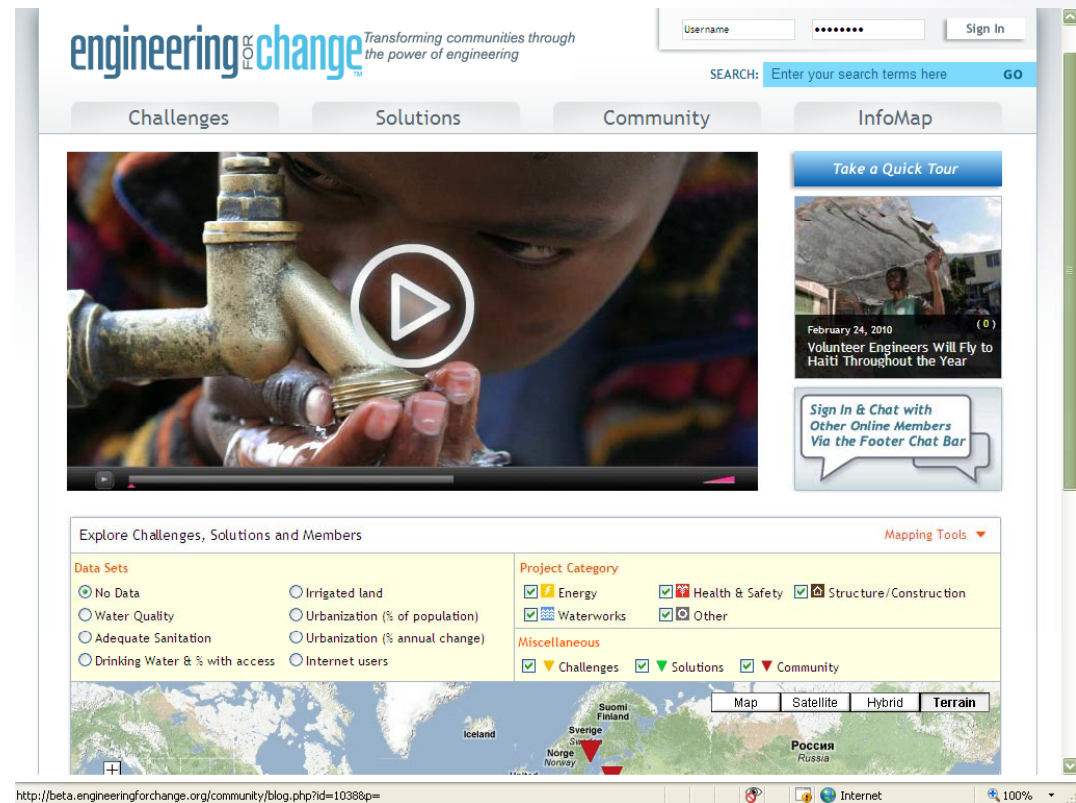 engineering FOR change™
Transforming communities through
the power of engineering
Username
••••••••
Sign In
SEARCH:
Enter your search terms here
GO
Challenges
Solutions
Community
InfoMap
Take a Quick Tour
February 24, 2010
(0)
Volunteer Engineers Will Fly to
Haiti Throughout the Year
Sign In & Chat with
Other Online Members
Via the Footer Chat Bar
Explore Challenges, Solutions and Members
Mapping Tools
Data Sets
No Data
Water Quality
Adequate Sanitation
Drinking Water & % with access
Irrigated land
Urbanization (% of population)
Urbanization (% annual change)
Internet users
Project Category
Energy
Health & Safety
Structure/Construction
Waterworks
Other
Miscellaneous
Challenges
Solutions
Community
Map
Satellite
Hybrid
Terrain
Iceland
Suomi
Finland
Sverige
Norge
Norway
Россия
Russia
http://beta.engineeringforchange.org/community/blog.php?id=1038&p=
Internet
100%